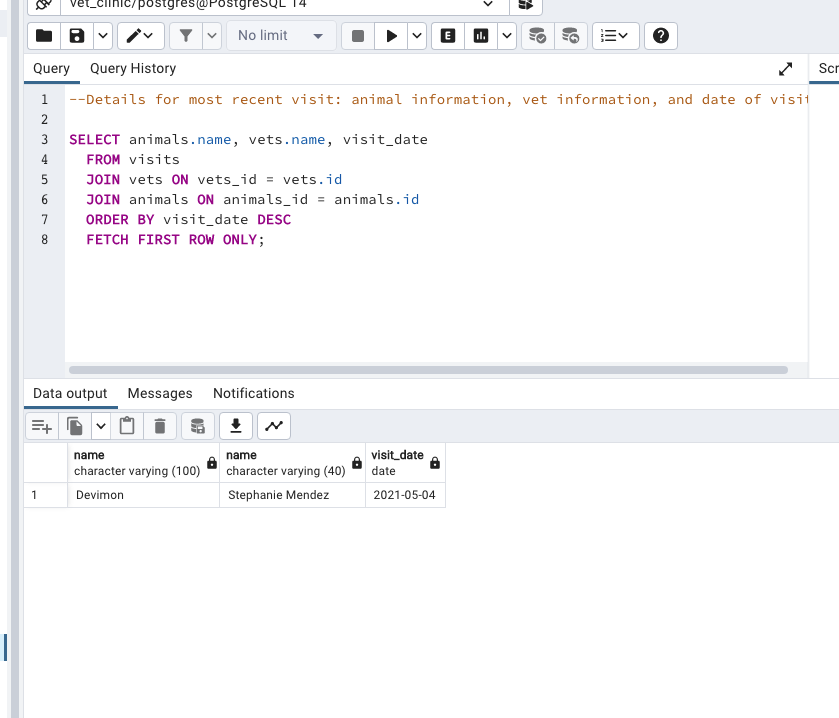 vet_clinic/postgres@PostgreSQL 14
No limit
E
Query
Query History
Scr
1 --Details for most recent visit: animal information, vet information, and date of visit
2
3 SELECT animals.name, vets.name, visit_date
4 FROM visits
5 JOIN vets ON vets_id = vets.id
6 JOIN animals ON animals_id = animals.id
7 ORDER BY visit_date DESC
8 FETCH FIRST ROW ONLY;
Data output
Messages
Notifications
name
character varying (100)
name
character varying (40)
visit_date
date
1 Devimon Stephanie Mendez 2021-05-04